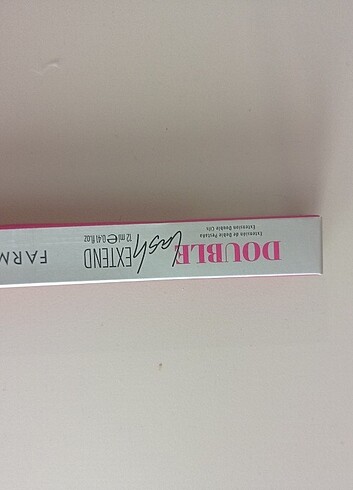 DOUBLE
lash
EXTEND
Extensión de Doble Pestaña
Extension Double Cils
12 ml e 0.41 fl.oz
FARM